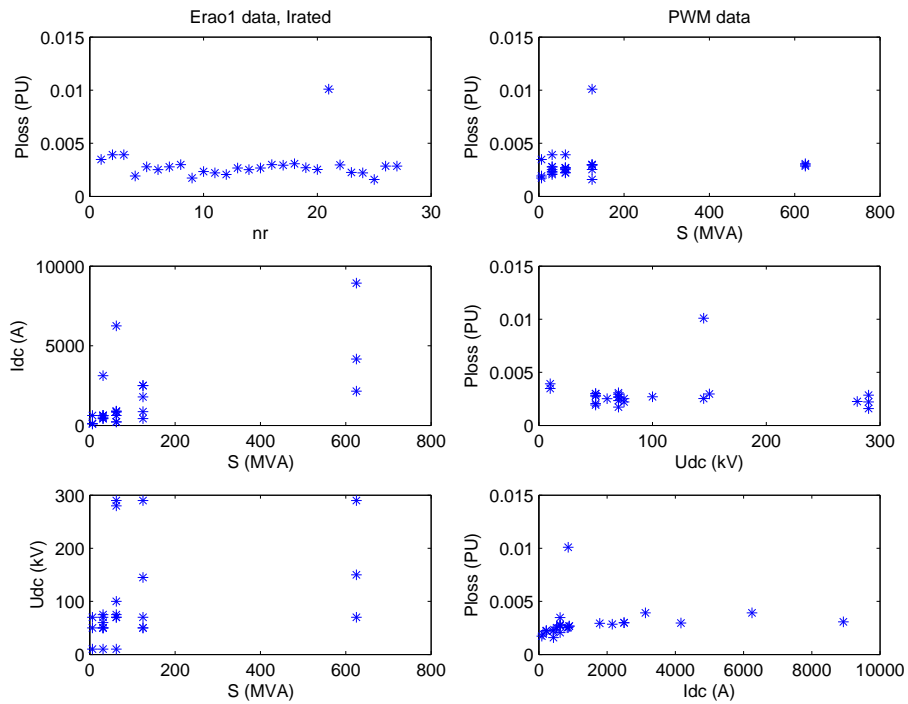 Erao1 data, Irated
0.015
0.01
0.005
0
Ploss (PU)
0 10 20 30
nr
PWM data
0.015
0.01
0.005
0
Ploss (PU)
0 200 400 600 800
S (MVA)
10000
5000
0
Idc (A)
0 200 400 600 800
S (MVA)
0.015
0.01
0.005
0
Ploss (PU)
0 100 200 300
Udc (kV)
300
200
100
0
Udc (kV)
0 200 400 600 800
S (MVA)
0.015
0.01
0.005
0
Ploss (PU)
0 2000 4000 6000 8000 10000
Idc (A)